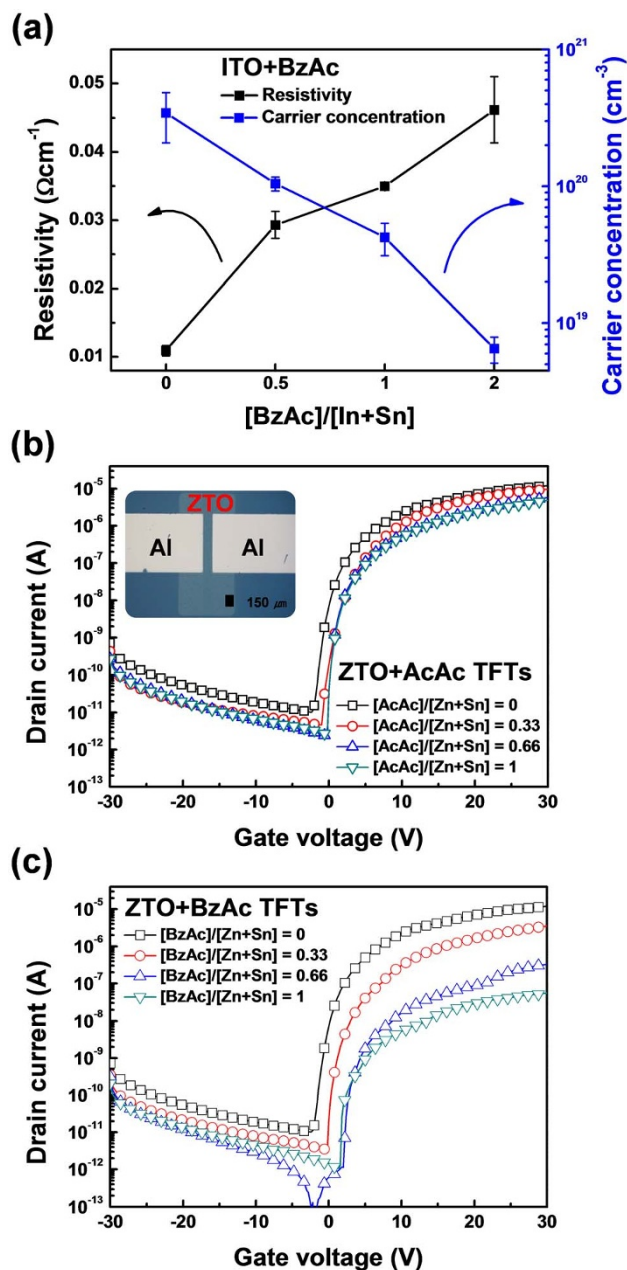 (a)
ITO+BzAc
Resistivity
Carrier concentration
Resistivity (Ωcm⁻¹)
0.05
0.04
0.03
0.02
0.01
Carrier concentration (cm⁻³)
10²¹
10²⁰
10¹⁹
0 0.5 1 2
[BzAc]/[In+Sn]
(b)
Drain current (A)
10⁻⁵
10⁻⁶
10⁻⁷
10⁻⁸
10⁻⁹
10⁻¹⁰
10⁻¹¹
10⁻¹²
10⁻¹³
ZTO
Al Al
150 μm
ZTO+AcAc TFTs
[AcAc]/[Zn+Sn] = 0
[AcAc]/[Zn+Sn] = 0.33
[AcAc]/[Zn+Sn] = 0.66
[AcAc]/[Zn+Sn] = 1
-30 -20 -10 0 10 20 30
Gate voltage (V)
(c)
Drain current (A)
10⁻⁵
10⁻⁶
10⁻⁷
10⁻⁸
10⁻⁹
10⁻¹⁰
10⁻¹¹
10⁻¹²
10⁻¹³
ZTO+BzAc TFTs
[BzAc]/[Zn+Sn] = 0
[BzAc]/[Zn+Sn] = 0.33
[BzAc]/[Zn+Sn] = 0.66
[BzAc]/[Zn+Sn] = 1
-30 -20 -10 0 10 20 30
Gate voltage (V)